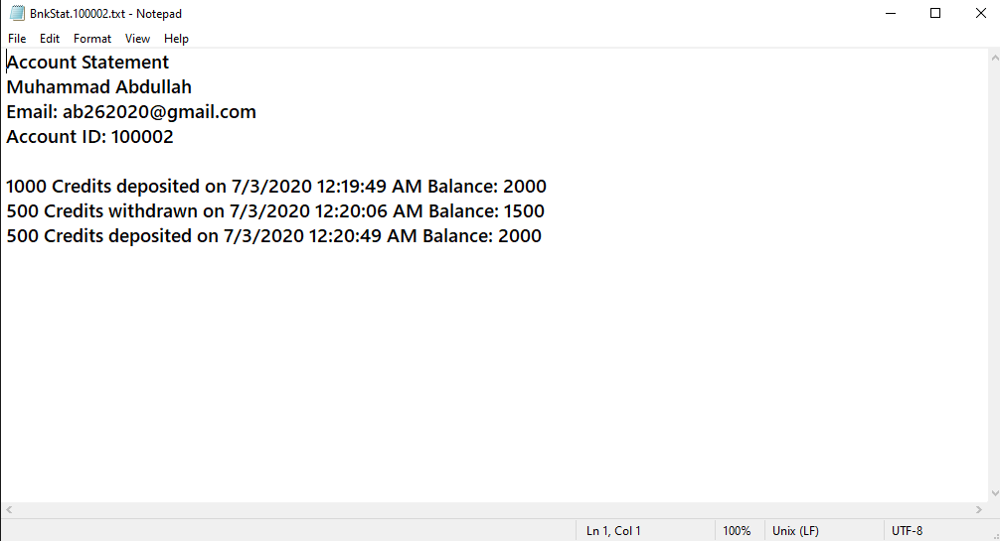 BnkStat.100002.txt - Notepad
File Edit Format View Help
Account Statement
Muhammad Abdullah
Email: ab262020@gmail.com
Account ID: 100002
1000 Credits deposited on 7/3/2020 12:19:49 AM Balance: 2000
500 Credits withdrawn on 7/3/2020 12:20:06 AM Balance: 1500
500 Credits deposited on 7/3/2020 12:20:49 AM Balance: 2000
Ln 1, Col 1 100% Unix (LF) UTF-8